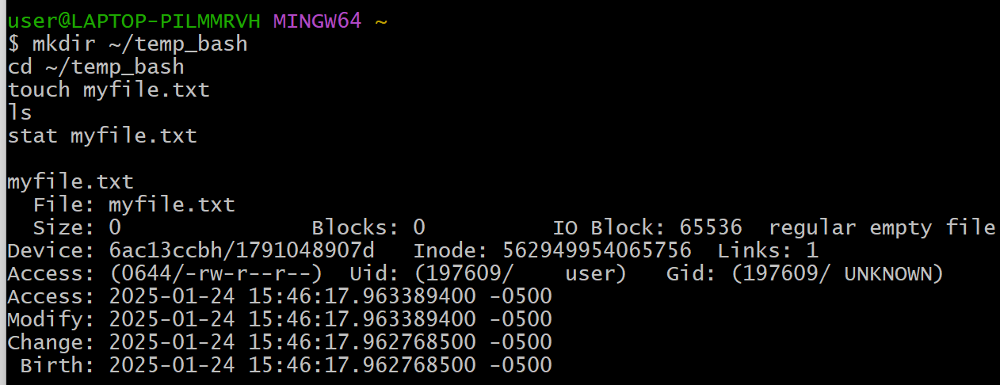 user@LAPTOP-PILMMRVH MINGW64 ~
$ mkdir ~/temp_bash
cd ~/temp_bash
touch myfile.txt
ls
stat myfile.txt

myfile.txt
  File: myfile.txt
  Size: 0               Blocks: 0          IO Block: 65536  regular empty file
Device: 6ac13ccbh/1791048907d   Inode: 562949954065756  Links: 1
Access: (0644/-rw-r--r--)  Uid: (197609/    user)   Gid: (197609/ UNKNOWN)
Access: 2025-01-24 15:46:17.963389400 -0500
Modify: 2025-01-24 15:46:17.963389400 -0500
Change: 2025-01-24 15:46:17.962768500 -0500
 Birth: 2025-01-24 15:46:17.962768500 -0500